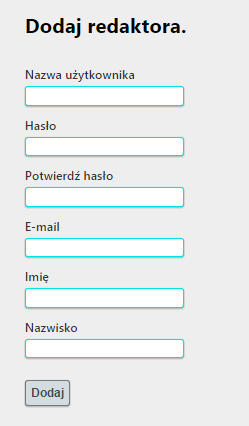 Dodaj redaktora.
Nazwa użytkownika
Hasło
Potwierdź hasło
E-mail
Imię
Nazwisko
Dodaj